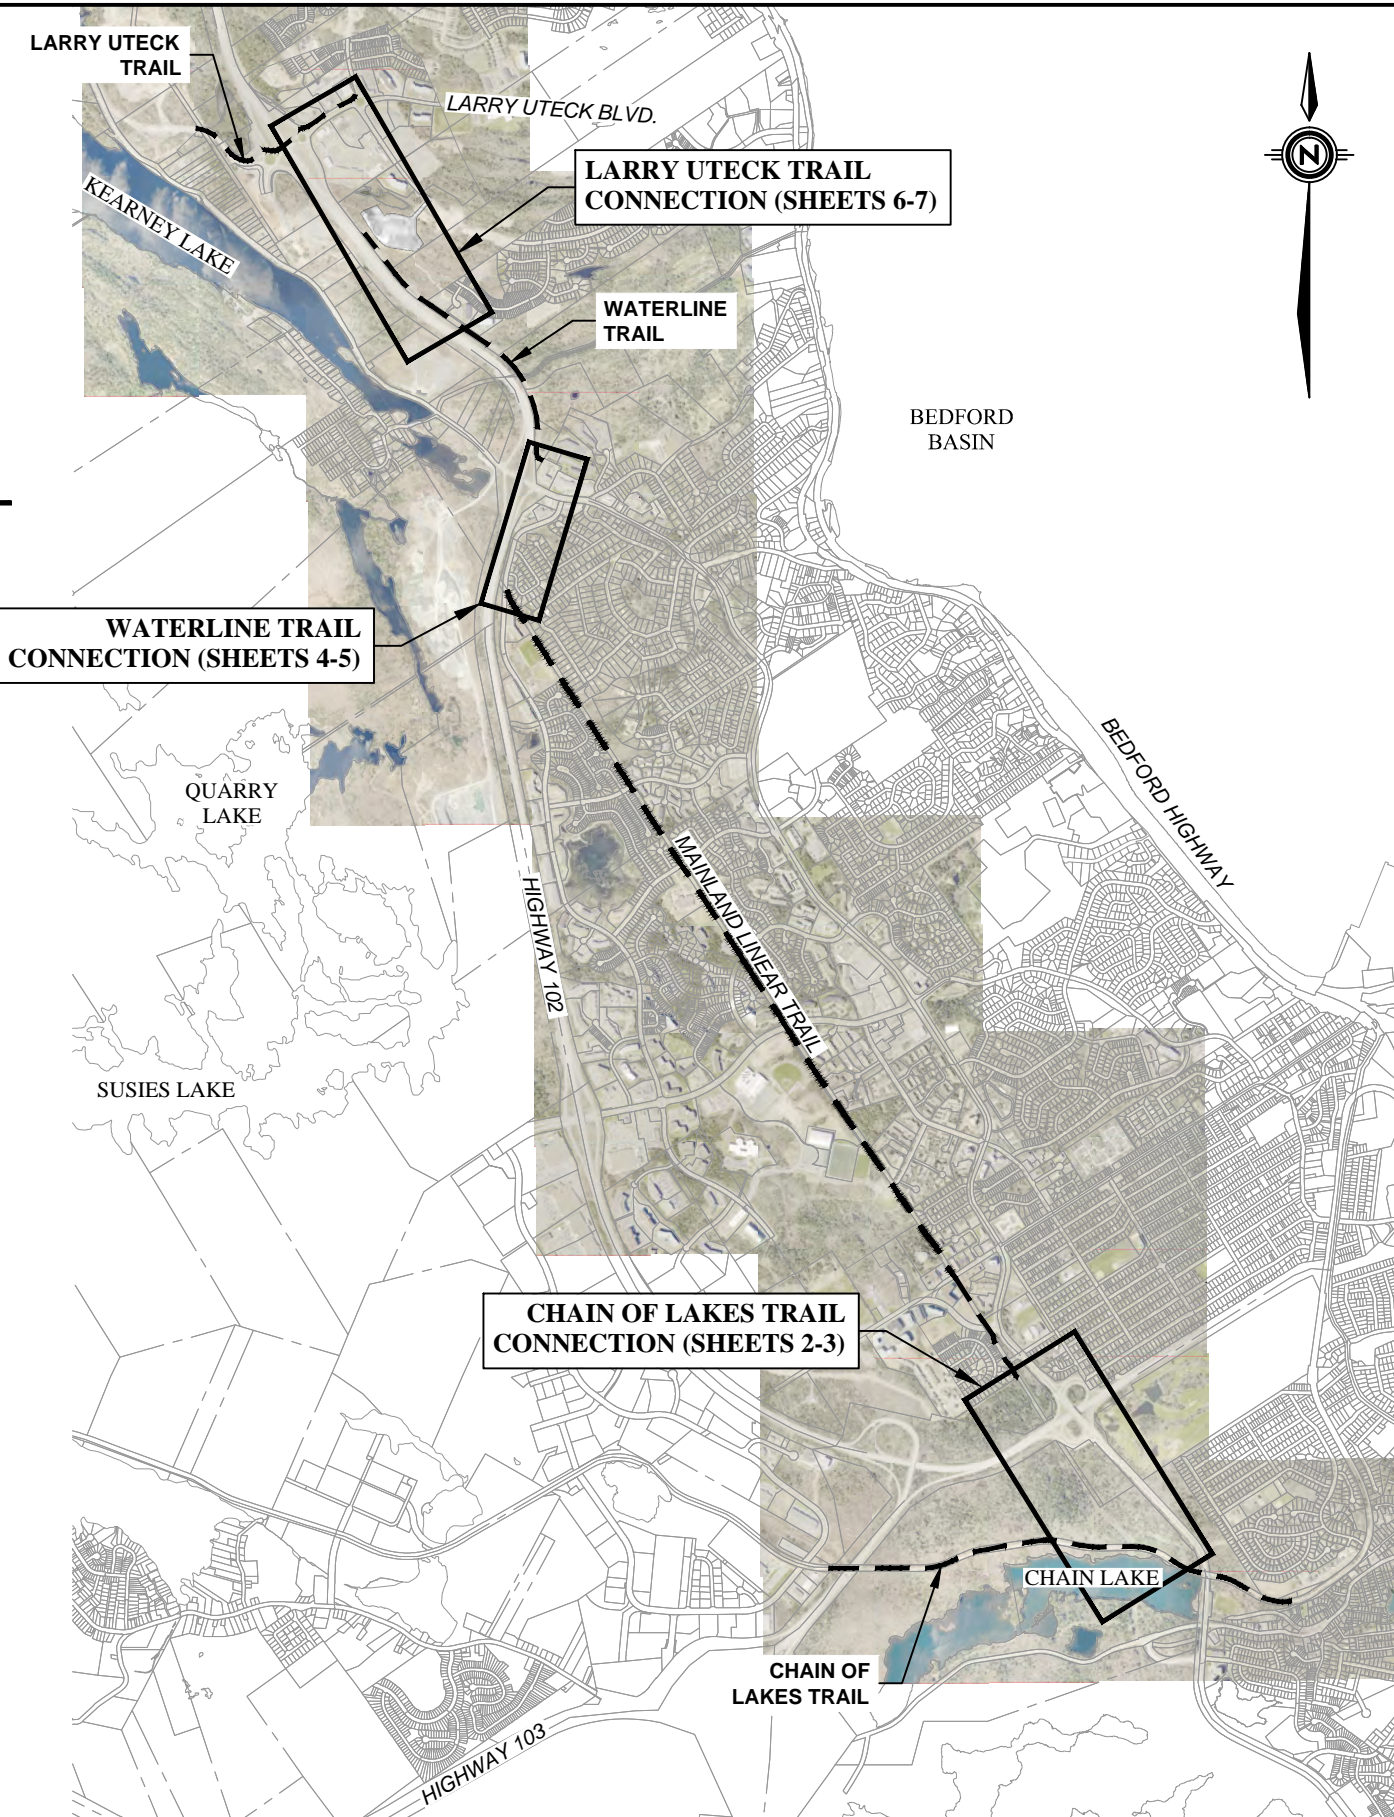 LARRY UTECK
TRAIL
LARRY UTECK BLVD.
N
LARRY UTECK TRAIL
CONNECTION (SHEETS 6-7)
KEARNEY LAKE
WATERLINE
TRAIL
BEDFORD
BASIN
WATERLINE TRAIL
CONNECTION (SHEETS 4-5)
QUARRY
LAKE
BEDFORD HIGHWAY
MAINLAND LINEAR TRAIL
HIGHWAY 102
SUSIES LAKE
CHAIN OF LAKES TRAIL
CONNECTION (SHEETS 2-3)
CHAIN LAKE
CHAIN OF
LAKES TRAIL
HIGHWAY 103